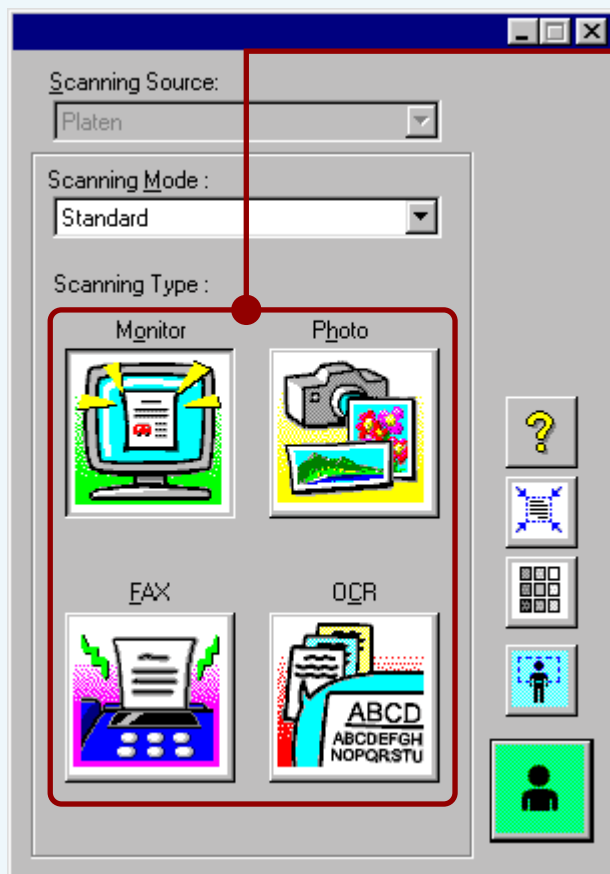 Scanning Source:
Platen
Scanning Mode :
Standard
Scanning Type :
Monitor Photo
FAX OCR
ABCD
ABCDEFGH
NOPQRSTU
?